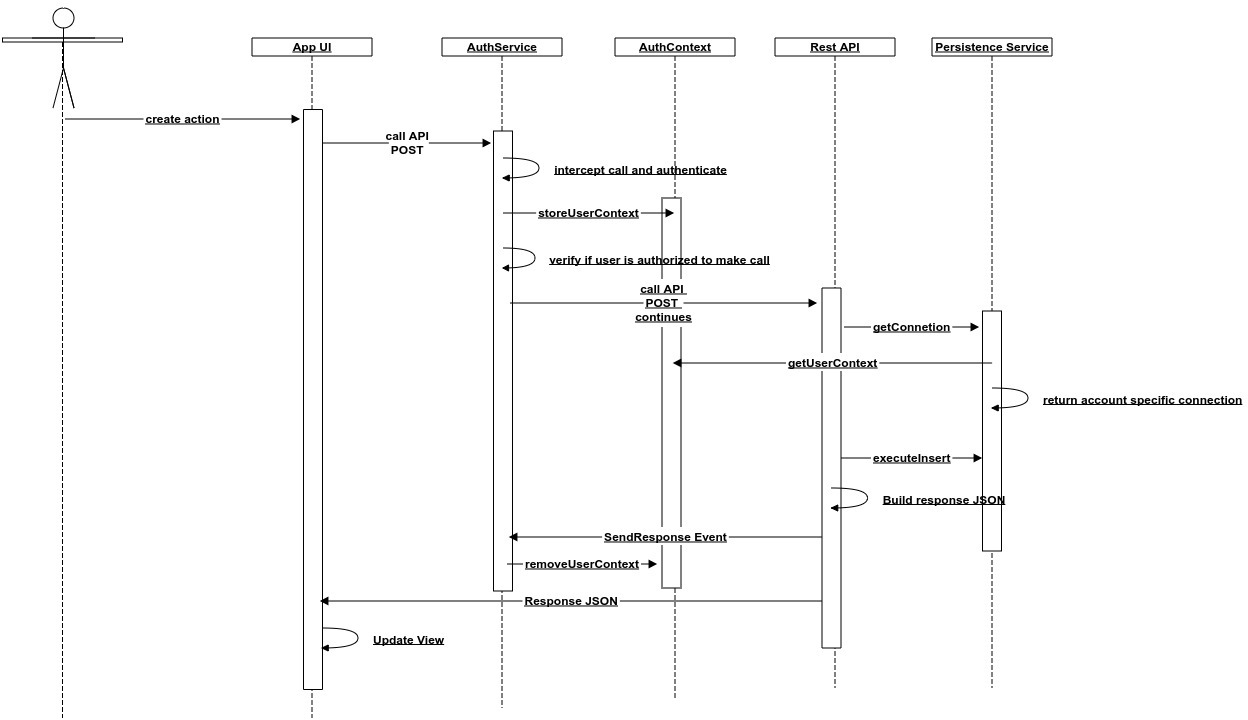 App UI
AuthService
AuthContext
Rest API
Persistence Service
create action
call API
POST
intercept call and authenticate
storeUserContext
verify if user is authorized to make call
call API
POST
continues
getConnetion
getUserContext
return account specific connection
executeInsert
Build response JSON
SendResponse Event
removeUserContext
Response JSON
Update View